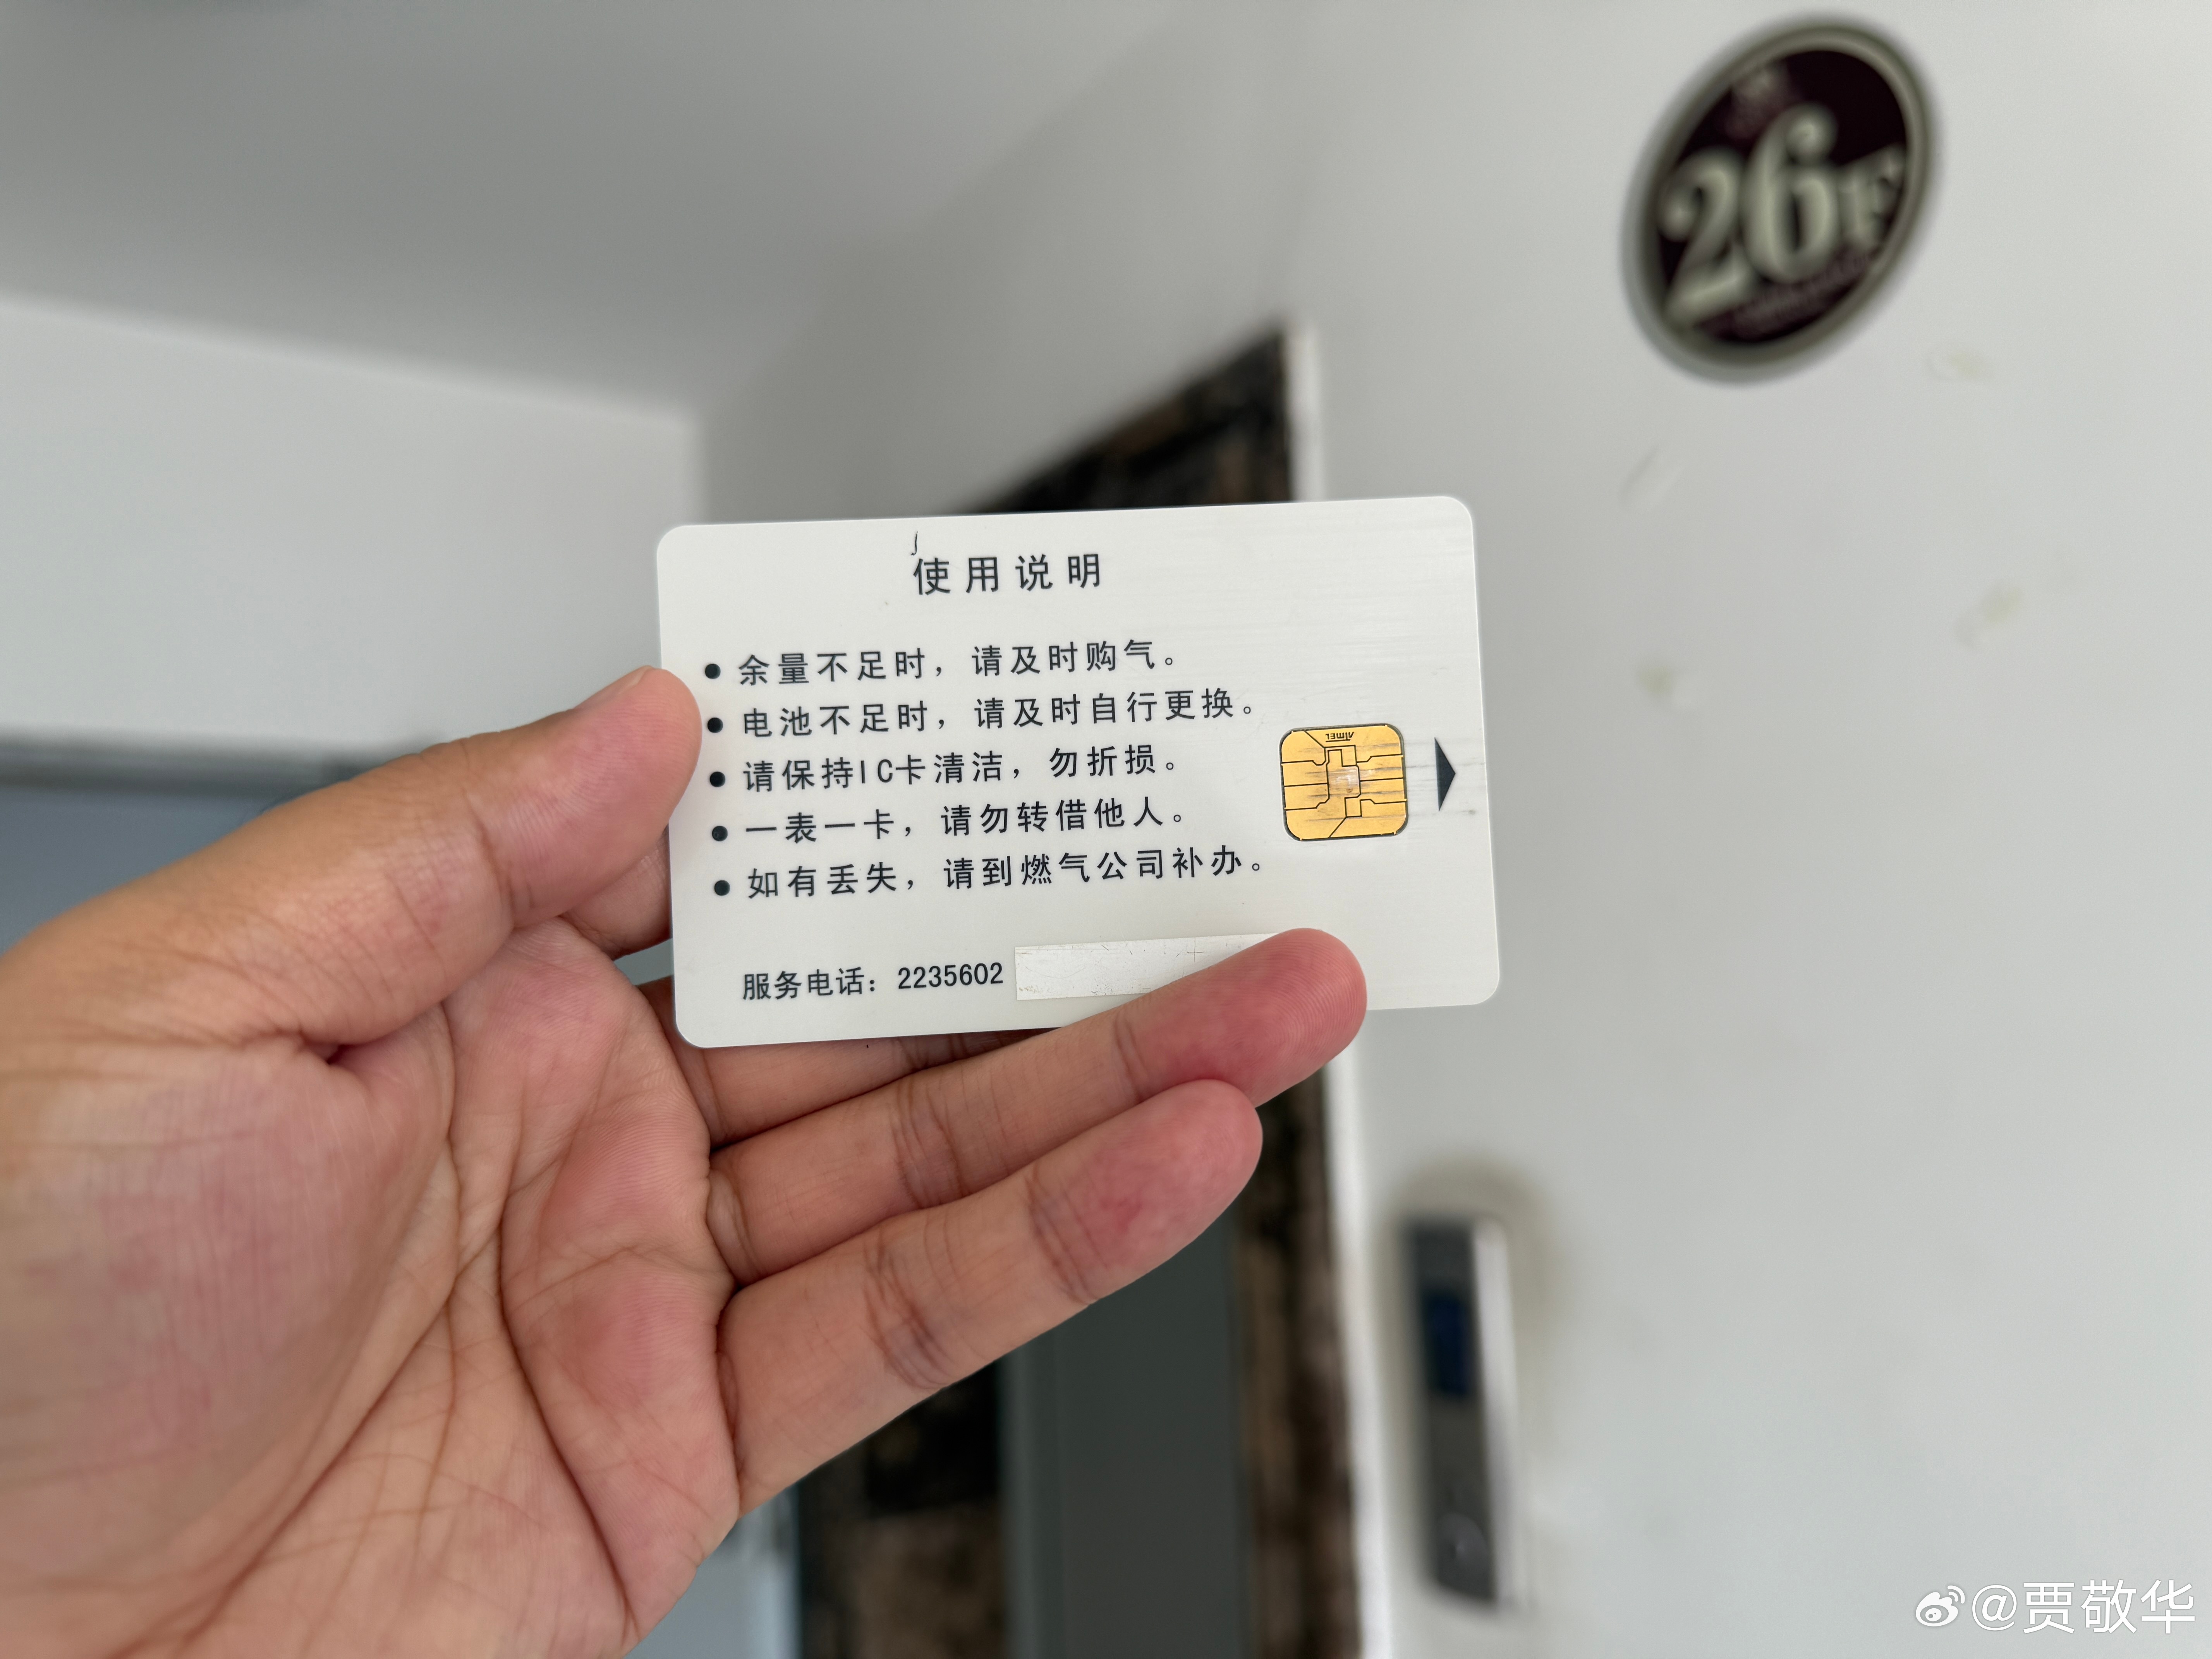 26F
使用说明
● 余量不足时，请及时购气。
● 电池不足时，请及时自行更换。
● 请保持IC卡清洁，勿折损。
● 一表一卡，请勿转借他人。
● 如有丢失，请到燃气公司补办。
ATMEL
服务电话：2235602
@贾敬华